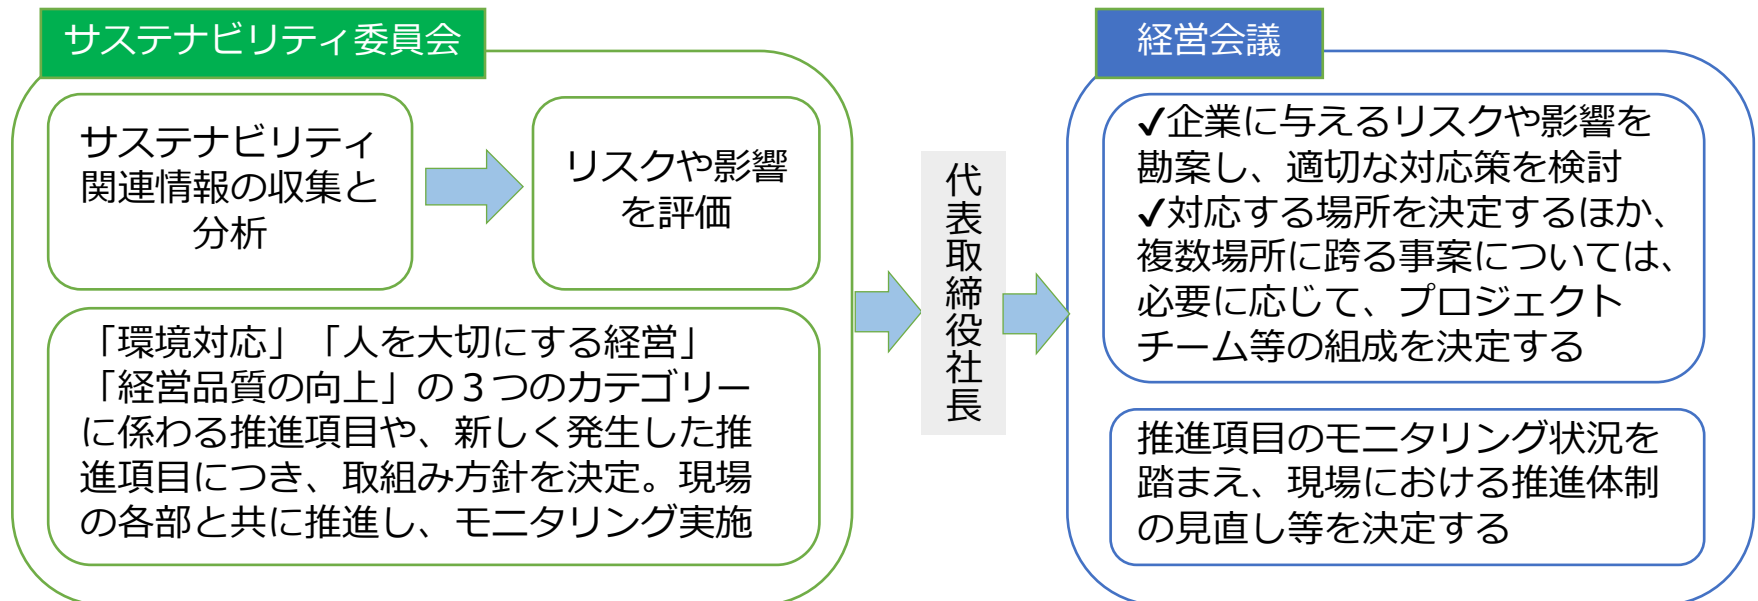 サステナビリティ委員会
サステナビリティ
関連情報の収集と
分析
リスクや影響
を評価
「環境対応」「人を大切にする経営」
「経営品質の向上」の３つのカテゴリー
に係わる推進項目や、新しく発生した推
進項目につき、取組み方針を決定。現場
の各部と共に推進し、モニタリング実施
代表取締役社長
経営会議
✓企業に与えるリスクや影響を
勘案し、適切な対応策を検討
✓対応する場所を決定するほか、
複数場所に跨る事案については、
必要に応じて、プロジェクト
チーム等の組成を決定する
推進項目のモニタリング状況を
踏まえ、現場における推進体制
の見直し等を決定する